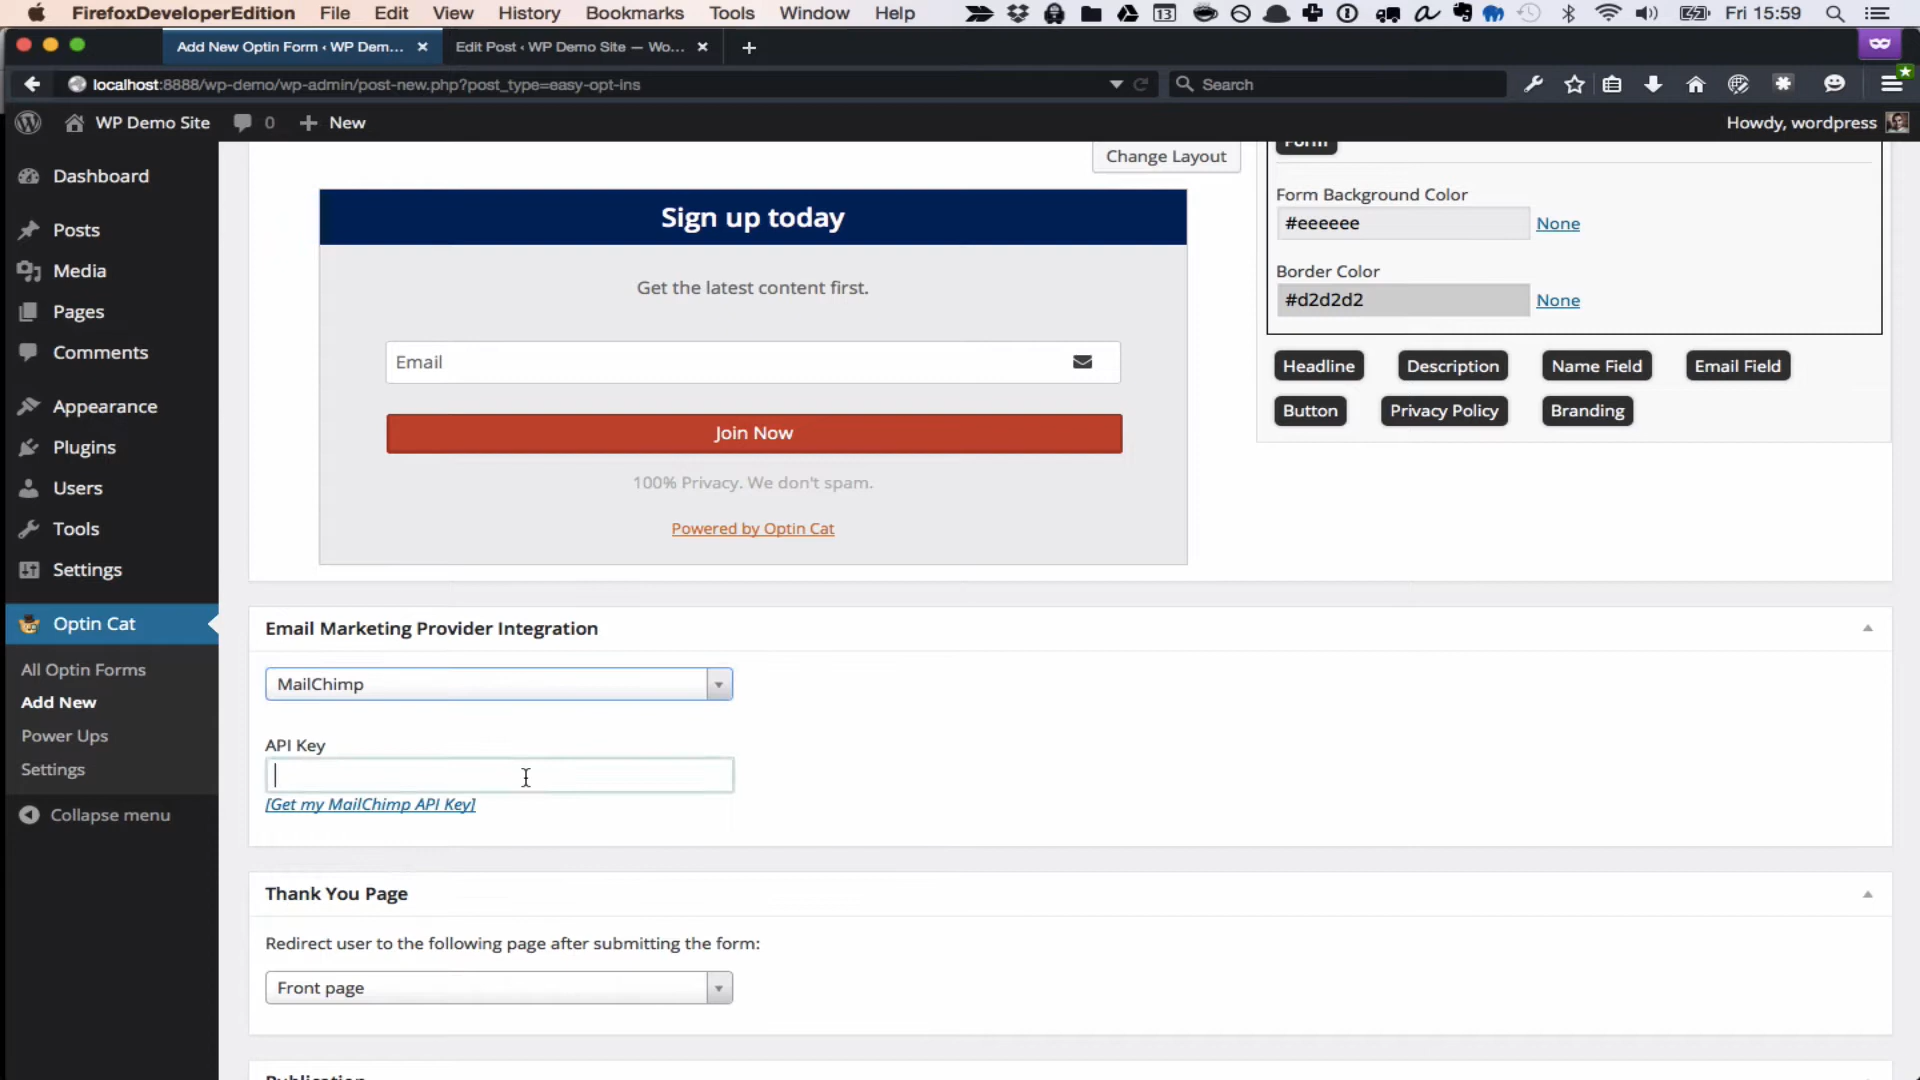 FirefoxDeveloperEdition File Edit View History Bookmarks Tools Window Help 13 Fri 15:59
Add New Optin Form ‹ WP Dem... Edit Post ‹ WP Demo Site — Wo...
localhost:8888/wp-demo/wp-admin/post-new.php?post_type=easy-opt-ins Search
WP Demo Site 0 New Howdy, wordpress
Dashboard
Posts
Media
Pages
Comments
Appearance
Plugins
Users
Tools
Settings
Optin Cat
All Optin Forms
Add New
Power Ups
Settings
Collapse menu
Change Layout
Sign up today
Get the latest content first.
Email
Join Now
100% Privacy. We don't spam.
Powered by Optin Cat
Form
Form Background Color
#eeeeee None
Border Color
#d2d2d2 None
Headline Description Name Field Email Field
Button Privacy Policy Branding
Email Marketing Provider Integration
MailChimp
API Key
[Get my MailChimp API Key]
Thank You Page
Redirect user to the following page after submitting the form:
Front page
Publication